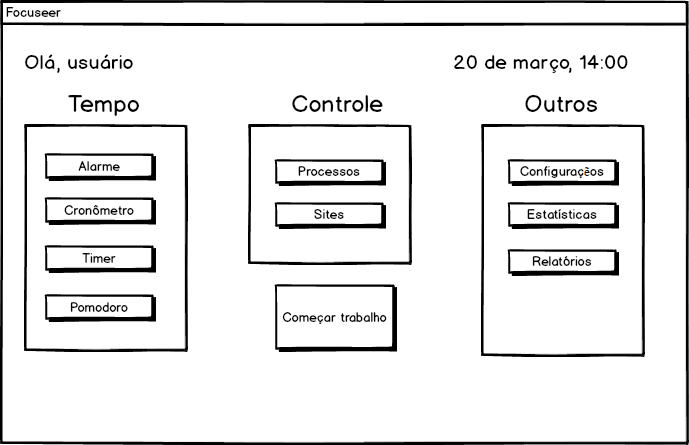 Focuseer
Olá, usuário
20 de março, 14:00
Tempo
Alarme
Cronômetro
Timer
Pomodoro
Controle
Processos
Sites
Começar trabalho
Outros
Configurações
Estatísticas
Relatórios